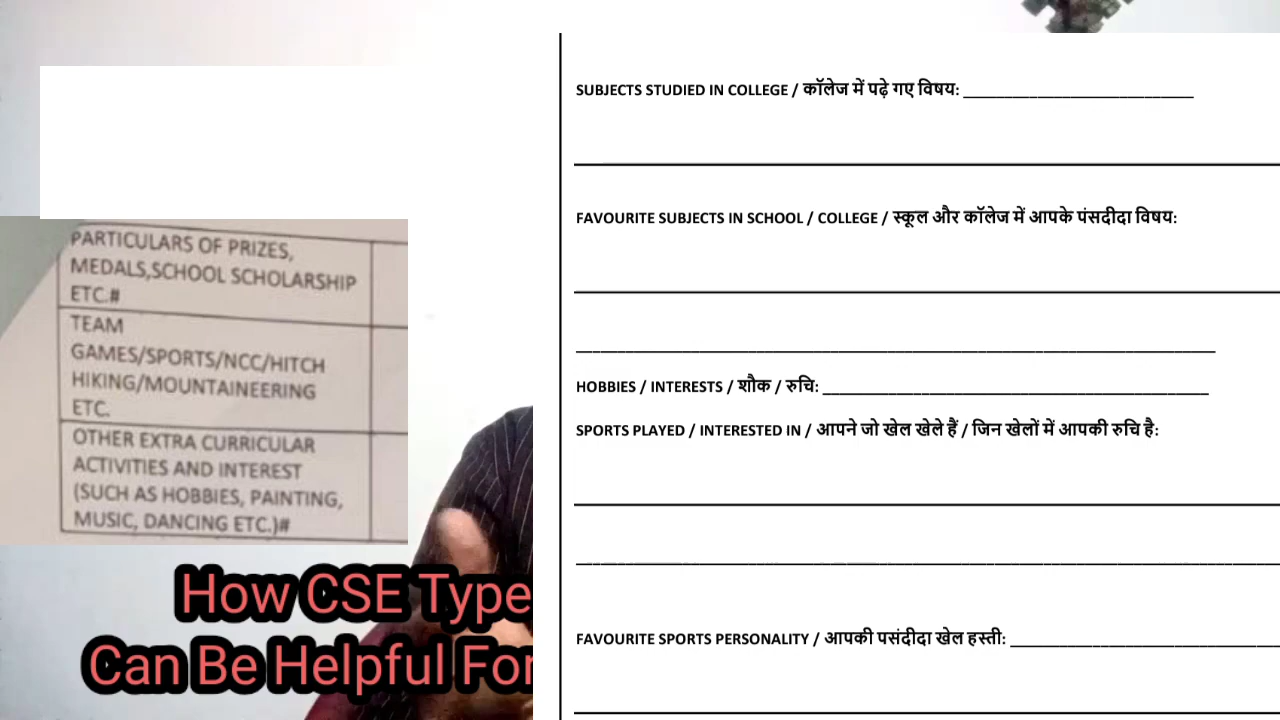 PARTICULARS OF PRIZES,
MEDALS,SCHOOL SCHOLARSHIP
ETC.#
TEAM
GAMES/SPORTS/NCC/HITCH
HIKING/MOUNTAINEERING
ETC.
OTHER EXTRA CURRICULAR
ACTIVITIES AND INTEREST
(SUCH AS HOBBIES, PAINTING,
MUSIC, DANCING ETC.)#
How CSE Type
Can Be Helpful For
SUBJECTS STUDIED IN COLLEGE / कॉलेज में पढ़े गए विषय:
FAVOURITE SUBJECTS IN SCHOOL / COLLEGE / स्कूल और कॉलेज में आपके पंसदीदा विषय:
HOBBIES / INTERESTS / शौक / रुचि:
SPORTS PLAYED / INTERESTED IN / आपने जो खेल खेले हैं / जिन खेलों में आपकी रुचि है:
FAVOURITE SPORTS PERSONALITY / आपकी पसंदीदा खेल हस्ती: